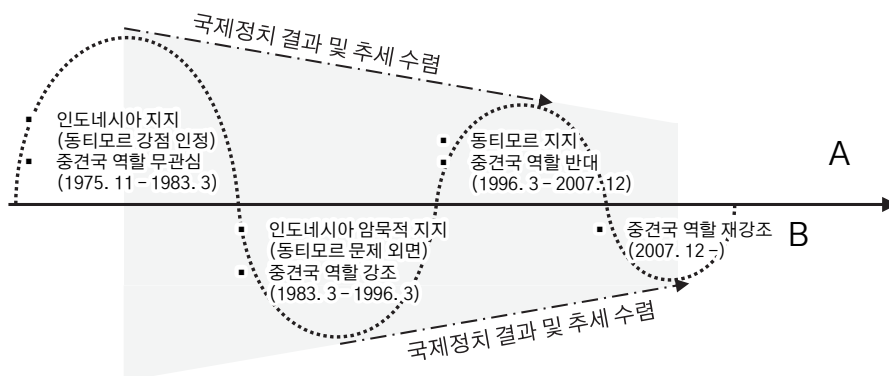 국제정치 결과 및 추세 수렴
▪ 인도네시아 지지
(동티모르 강점 인정)
▪ 중견국 역할 무관심
(1975. 11 – 1983. 3)
▪ 동티모르 지지
▪ 중견국 역할 반대
(1996. 3 – 2007. 12)
A
▪ 인도네시아 암묵적 지지
(동티모르 문제 외면)
▪ 중견국 역할 강조
(1983. 3 – 1996. 3)
▪ 중견국 역할 재강조
(2007. 12 –)
B
국제정치 결과 및 추세 수렴